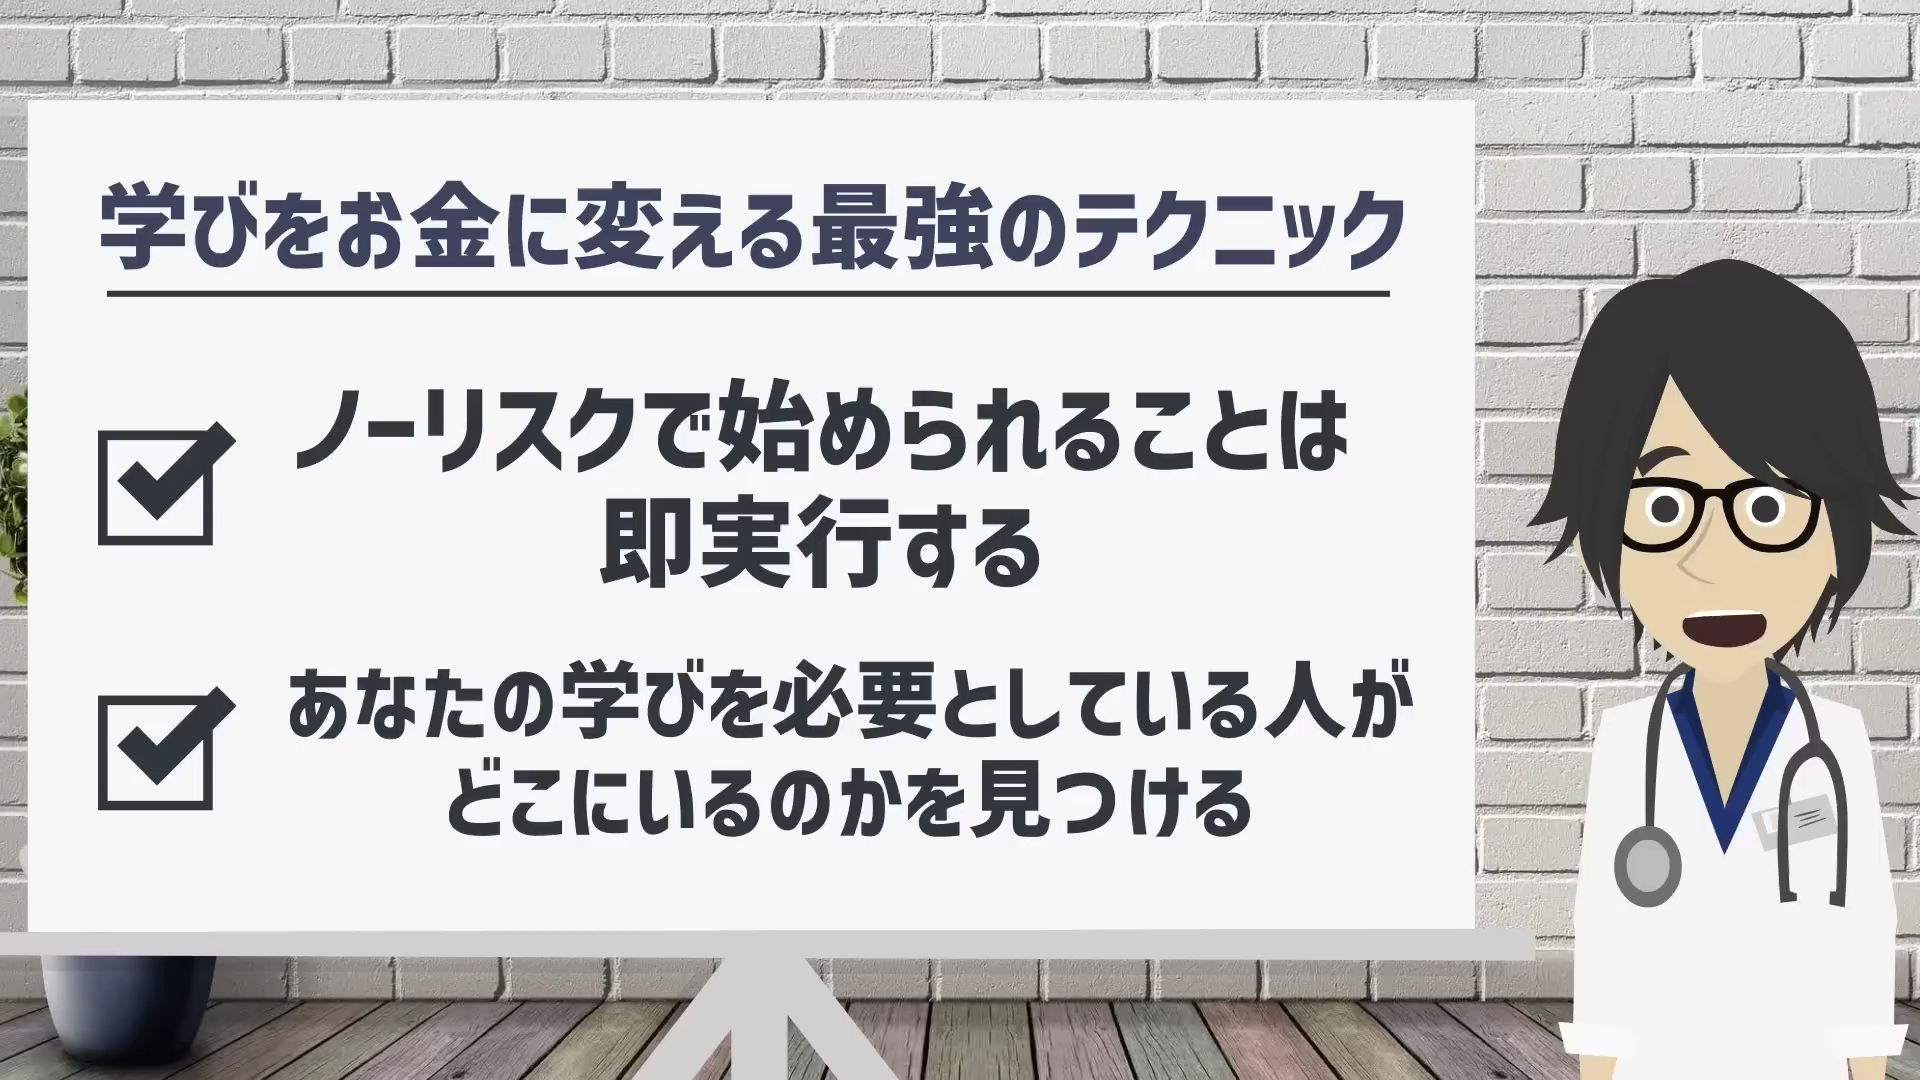 学びをお金に変える最強のテクニック
ノーリスクで始められることは
即実行する
あなたの学びを必要としている人が
どこにいるのかを見つける